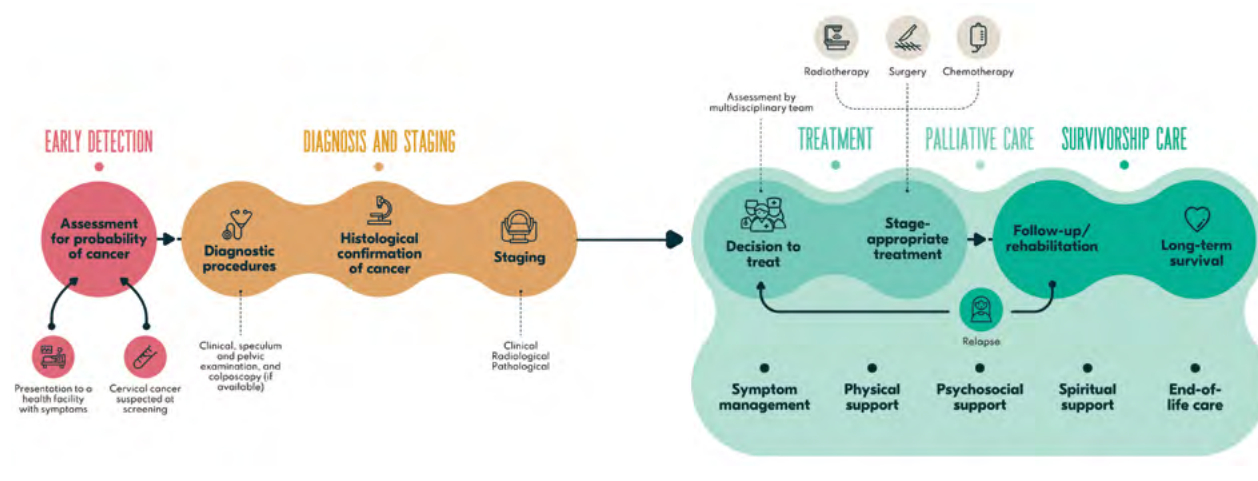 Radiotherapy
Surgery
Chemotherapy
Assessment by
multidisciplinary team
EARLY DETECTION
DIAGNOSIS AND STAGING
TREATMENT
PALLIATIVE CARE
SURVIVORSHIP CARE
Assessment
for probability
of cancer
Diagnostic
procedures
Histological
confirmation
of cancer
Staging
Decision to
treat
Stage-
appropriate
treatment
Follow-up/
rehabilitation
Long-term
survival
Relapse
Presentation to a
health facility
with symptoms
Cervical cancer
suspected at
screening
Clinical, speculum
and pelvic
examination, and
colposcopy (if
available)
Clinical
Radiological
Pathological
Symptom
management
Physical
support
Psychosocial
support
Spiritual
support
End-of-
life care